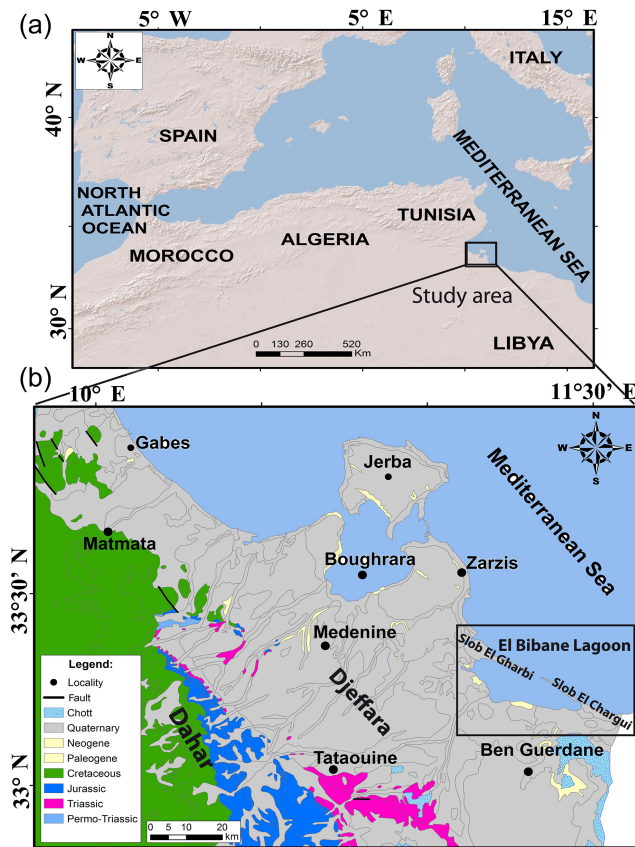 (a)
5° W
5° E
15° E
N
W
E
S
ITALY
40° N
SPAIN
MEDITERRANEAN SEA
NORTH
ATLANTIC
OCEAN
TUNISIA
ALGERIA
MOROCCO
Study area
30° N
LIBYA
0 130 260 520
Km
(b)
10° E
11°30' E
N
W
E
S
Gabes
Jerba
Mediterranean Sea
Matmata
Boughrara
Zarzis
33°30' N
Medenine
El Bibane Lagoon
Slob El Gharbi
Slob El Chargui
Djeffara
Dahar
Tataouine
Ben Guerdane
33° N
Legend:
Locality
Fault
Chott
Quaternary
Neogene
Paleogene
Cretaceous
Jurassic
Triassic
Permo-Triassic
0 5 10 20
km